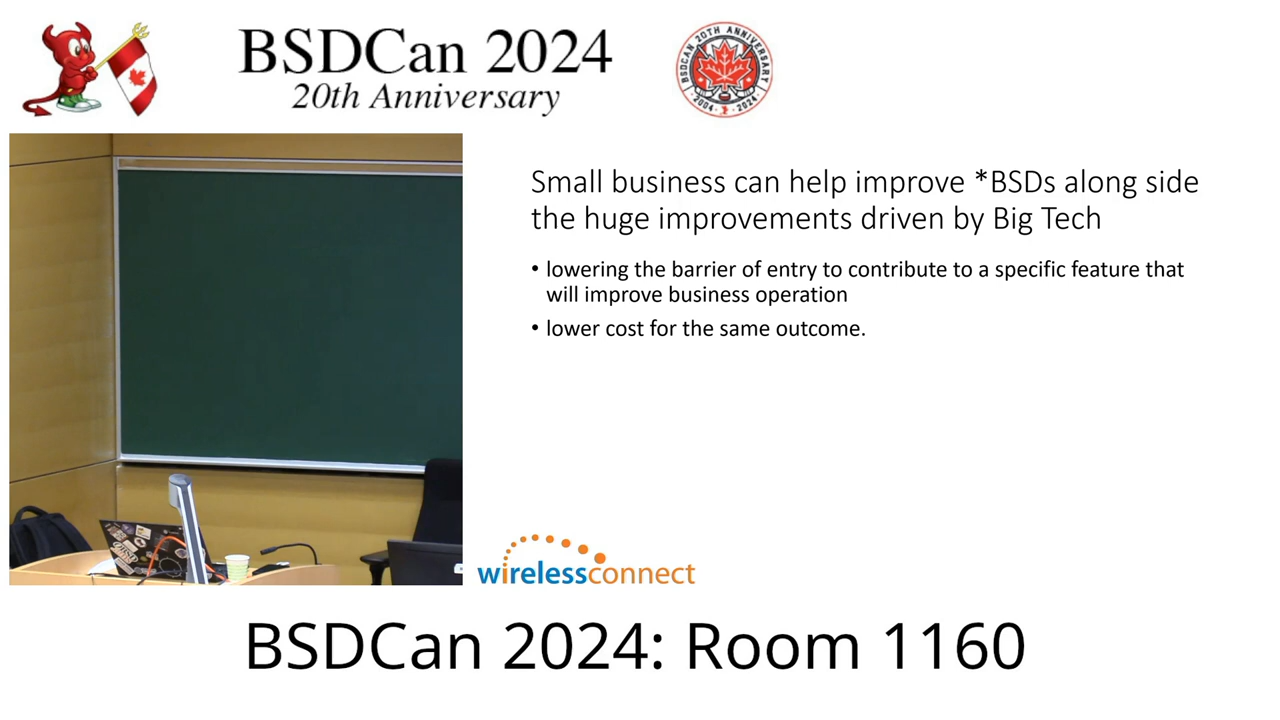 BSDCan 2024
20th Anniversary
BSDCAN 20TH ANNIVERSARY
2004 2024
Small business can help improve *BSDs along side
the huge improvements driven by Big Tech
• lowering the barrier of entry to contribute to a specific feature that
will improve business operation
• lower cost for the same outcome.
wirelessconnect
BSDCan 2024: Room 1160